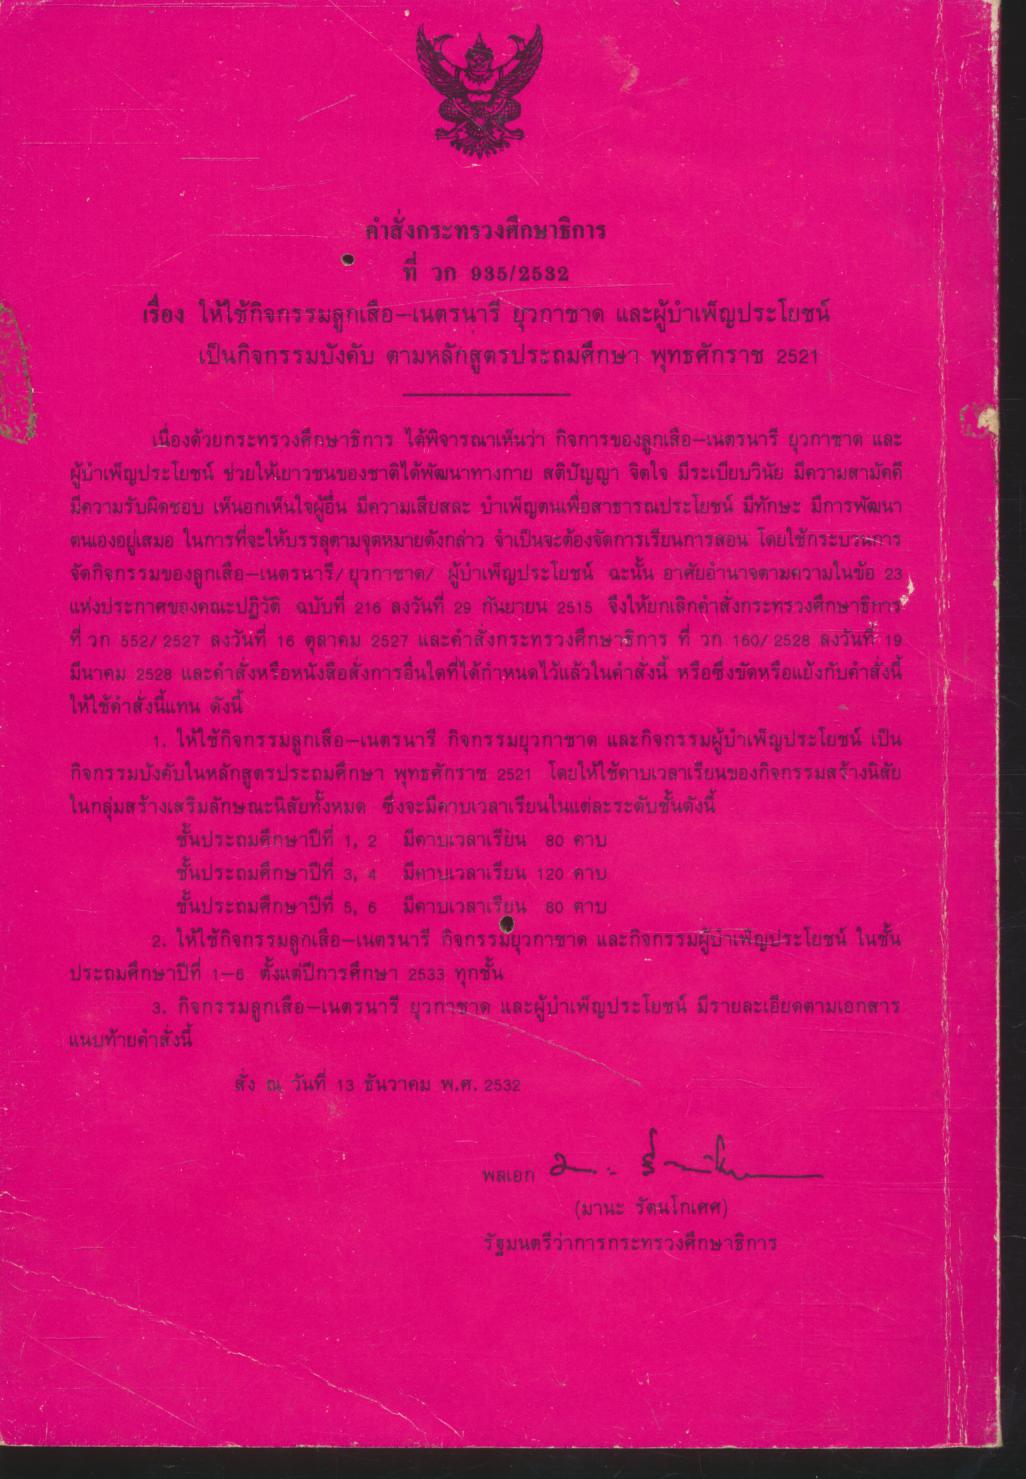 คำสั่งกระทรวงศึกษาธิการ
ที่ วก 935/2532
เรื่อง ให้ใช้กิจกรรมลูกเสือ–เนตรนารี ยุวกาชาด และผู้บำเพ็ญประโยชน์
เป็นกิจกรรมบังคับ ตามหลักสูตรประถมศึกษา พุทธศักราช 2521
เนื่องด้วยกระทรวงศึกษาธิการ ได้พิจารณาเห็นว่า กิจการของลูกเสือ–เนตรนารี ยุวกาชาด และ
ผู้บำเพ็ญประโยชน์ ช่วยให้เยาวชนของชาติได้พัฒนาทางกาย สติปัญญา จิตใจ มีระเบียบวินัย มีความสามัคคี
มีความรับผิดชอบ เห็นอกเห็นใจผู้อื่น มีความเสียสละ บำเพ็ญตนเพื่อสาธารณประโยชน์ มีทักษะ มีการพัฒนา
ตนเองอยู่เสมอ ในการที่จะให้บรรลุตามจุดหมายดังกล่าว จำเป็นจะต้องจัดการเรียนการสอน โดยใช้กระบวนการ
จัดกิจกรรมของลูกเสือ–เนตรนารี/ยุวกาชาด/ ผู้บำเพ็ญประโยชน์ ฉะนั้น อาศัยอำนาจตามความในข้อ 23
แห่งประกาศของคณะปฏิวัติ ฉบับที่ 216 ลงวันที่ 29 กันยายน 2515 จึงให้ยกเลิกคำสั่งกระทรวงศึกษาธิการ
ที่ วก 552/2527 ลงวันที่ 16 ตุลาคม 2527 และคำสั่งกระทรวงศึกษาธิการ ที่ วก 160/2528 ลงวันที่ 19
มีนาคม 2528 และคำสั่งหรือหนังสือสั่งการอื่นใดที่ได้กำหนดไว้แล้วในคำสั่งนี้ หรือซึ่งขัดหรือแย้งกับคำสั่งนี้
ให้ใช้คำสั่งนี้แทน ดังนี้
1. ให้ใช้กิจกรรมลูกเสือ–เนตรนารี กิจกรรมยุวกาชาด และกิจกรรมผู้บำเพ็ญประโยชน์ เป็น
กิจกรรมบังคับในหลักสูตรประถมศึกษา พุทธศักราช 2521 โดยให้ใช้คาบเวลาเรียนของกิจกรรมสร้างนิสัย
ในกลุ่มสร้างเสริมลักษณะนิสัยทั้งหมด ซึ่งจะมีคาบเวลาเรียนในแต่ละระดับชั้นดังนี้
ชั้นประถมศึกษาปีที่ 1, 2 มีคาบเวลาเรียน 80 คาบ
ชั้นประถมศึกษาปีที่ 3, 4 มีคาบเวลาเรียน 120 คาบ
ชั้นประถมศึกษาปีที่ 5, 6 มีคาบเวลาเรียน 80 คาบ
2. ให้ใช้กิจกรรมลูกเสือ–เนตรนารี กิจกรรมยุวกาชาด และกิจกรรมผู้บำเพ็ญประโยชน์ ในชั้น
ประถมศึกษาปีที่ 1–6 ตั้งแต่ปีการศึกษา 2533 ทุกชั้น
3. กิจกรรมลูกเสือ–เนตรนารี ยุวกาชาด และผู้บำเพ็ญประโยชน์ มีรายละเอียดตามเอกสาร
แนบท้ายคำสั่งนี้
สั่ง ณ วันที่ 13 ธันวาคม พ.ศ. 2532
พลเอก
(มานะ รัตนโกเศศ)
รัฐมนตรีว่าการกระทรวงศึกษาธิการ